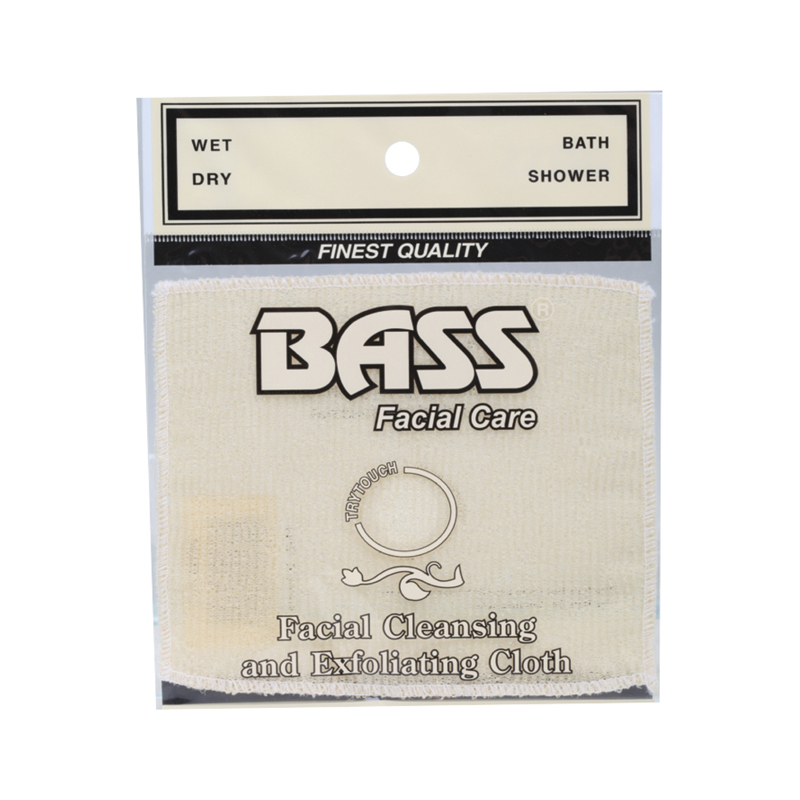 WET
BATH
DRY
SHOWER
FINEST QUALITY
BASS®
Facial Care
TRYTOUCH
Facial Cleansing
and Exfoliating Cloth